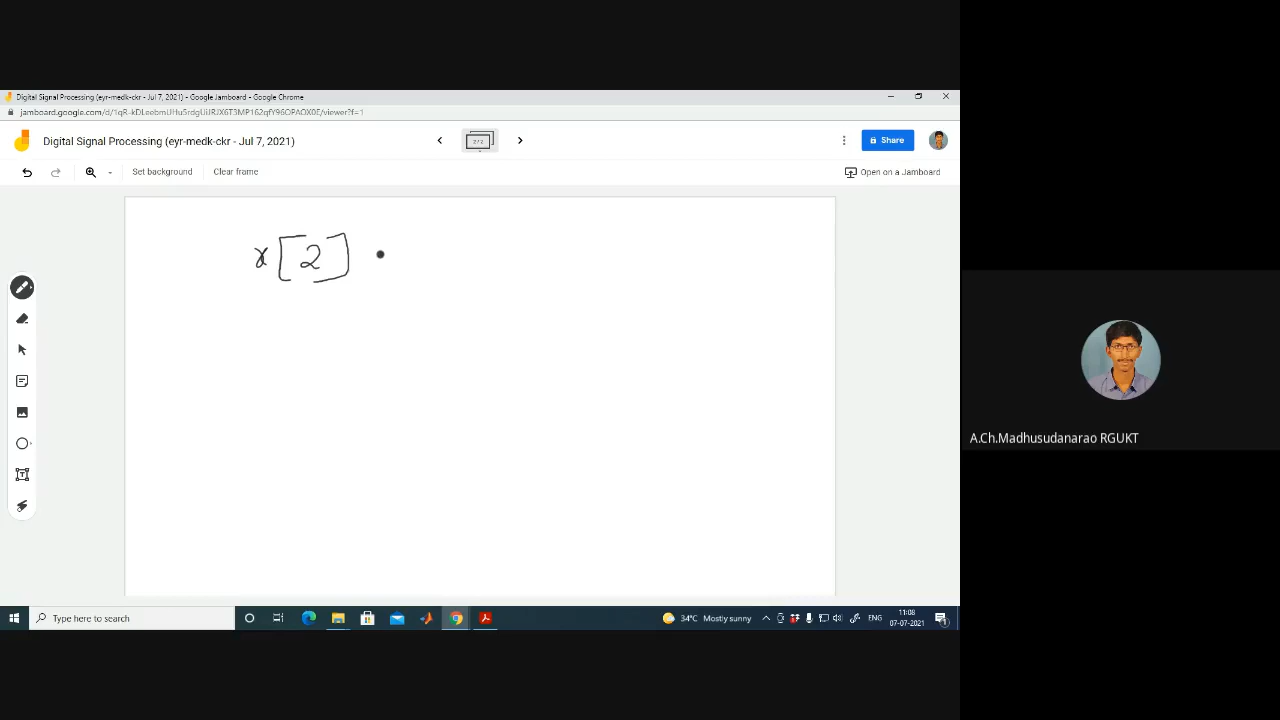 Digital Signal Processing (eyr-medk-ckr - Jul 7, 2021) - Google Jamboard - Google Chrome
Digital Signal Processing (eyr-medk-ckr - Jul 7, 2021)
2/2
Share
Set background
Clear frame
Open on a Jamboard
x[2]
A.Ch.Madhusudanarao RGUKT
Type here to search
34°C Mostly sunny
ENG
11:08
07-07-2021